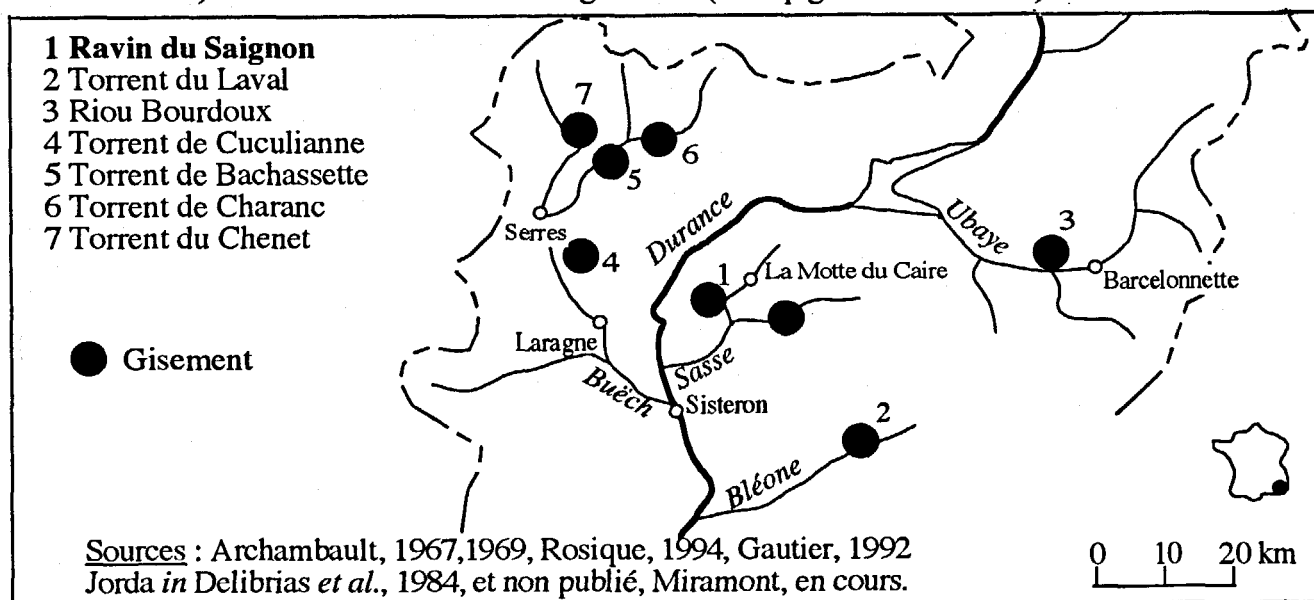 1 Ravin du Saignon
2 Torrent du Laval
3 Riou Bourdoux
4 Torrent de Cuculianne
5 Torrent de Bachassette
6 Torrent de Charanc
7 Torrent du Chenet
Gisement
7
6
5
Serres
4
Durance
Ubaye
3
Barcelonnette
1
La Motte du Caire
Laragne
Buëch
Sasse
Sisteron
2
Bléone
Sources : Archambault, 1967,1969, Rosique, 1994, Gautier, 1992
Jorda in Delibrias et al., 1984, et non publié, Miramont, en cours.
0 10 20 km